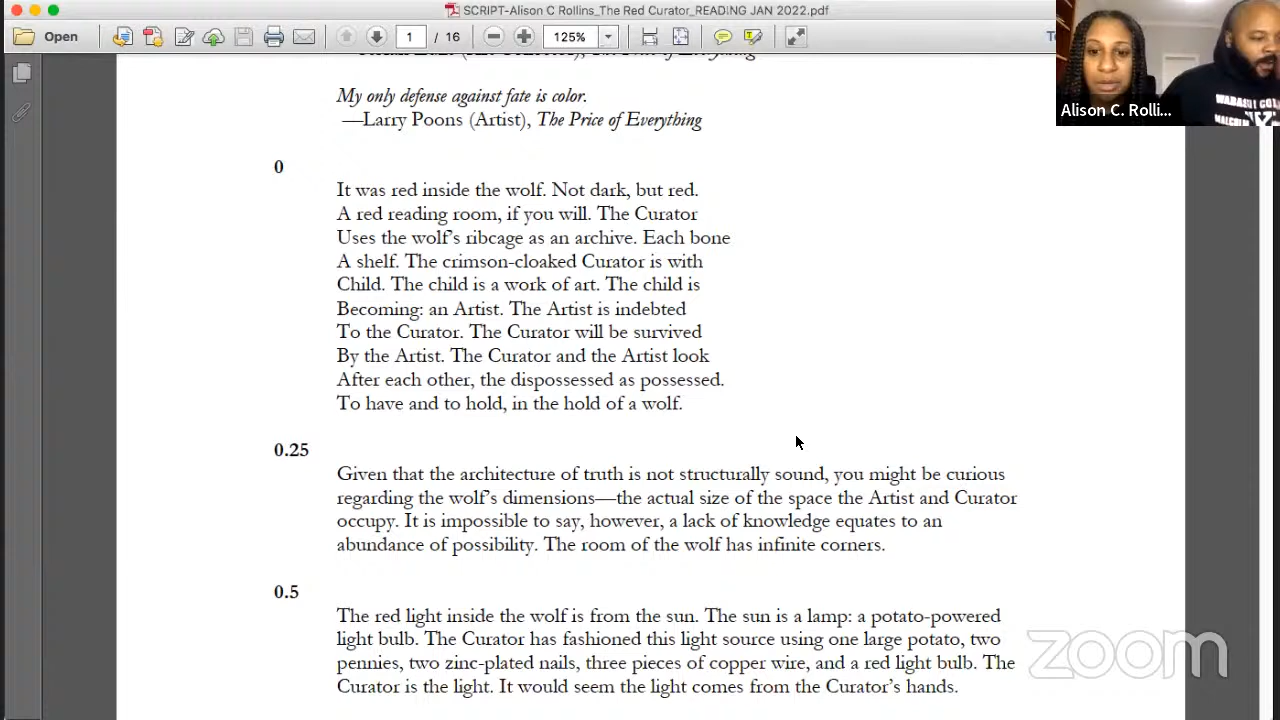 SCRIPT-Alison C Rollins_The Red Curator_READING JAN 2022.pdf
Open
1 / 16
125%
Alison C. Rolli...
WABASH COL
MALCOLM X
My only defense against fate is color.
—Larry Poons (Artist), The Price of Everything
0
It was red inside the wolf. Not dark, but red.
A red reading room, if you will. The Curator
Uses the wolf's ribcage as an archive. Each bone
A shelf. The crimson-cloaked Curator is with
Child. The child is a work of art. The child is
Becoming: an Artist. The Artist is indebted
To the Curator. The Curator will be survived
By the Artist. The Curator and the Artist look
After each other, the dispossessed as possessed.
To have and to hold, in the hold of a wolf.
0.25
Given that the architecture of truth is not structurally sound, you might be curious
regarding the wolf's dimensions—the actual size of the space the Artist and Curator
occupy. It is impossible to say, however, a lack of knowledge equates to an
abundance of possibility. The room of the wolf has infinite corners.
0.5
The red light inside the wolf is from the sun. The sun is a lamp: a potato-powered
light bulb. The Curator has fashioned this light source using one large potato, two
pennies, two zinc-plated nails, three pieces of copper wire, and a red light bulb. The
Curator is the light. It would seem the light comes from the Curator's hands.
zoom